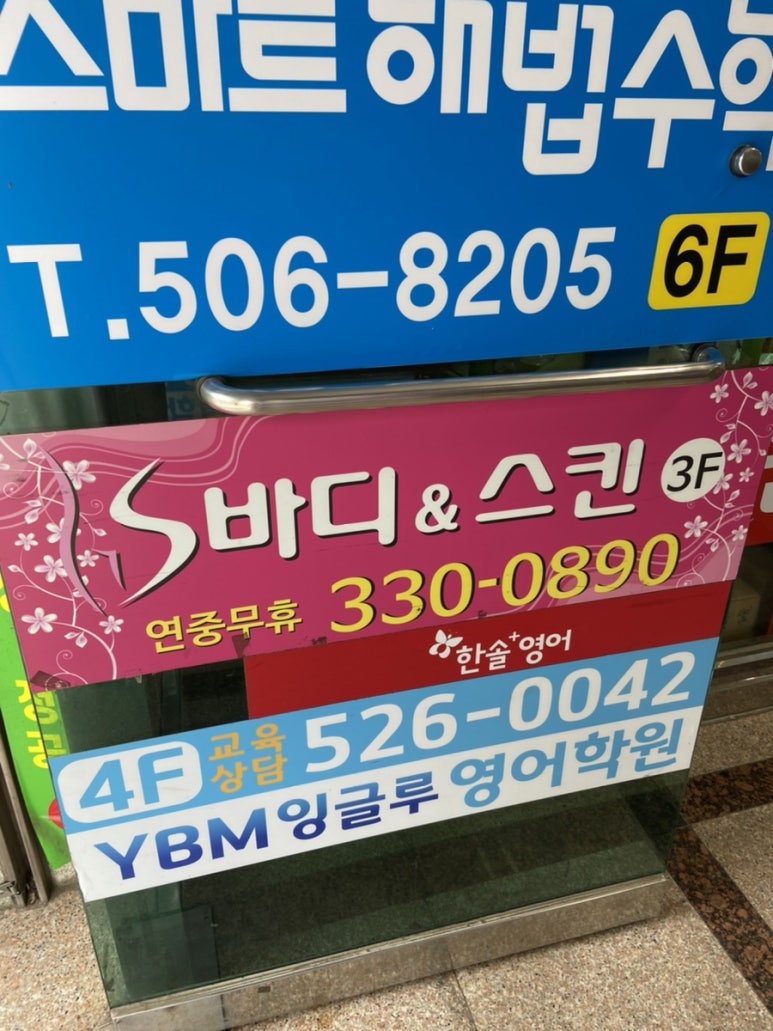 스마트해법수학
T.506-8205 6F
S바디&스킨 3F
연중무휴 330-0890
한솔+영어
4F 교육상담 526-0042
YBM잉글루 영어학원